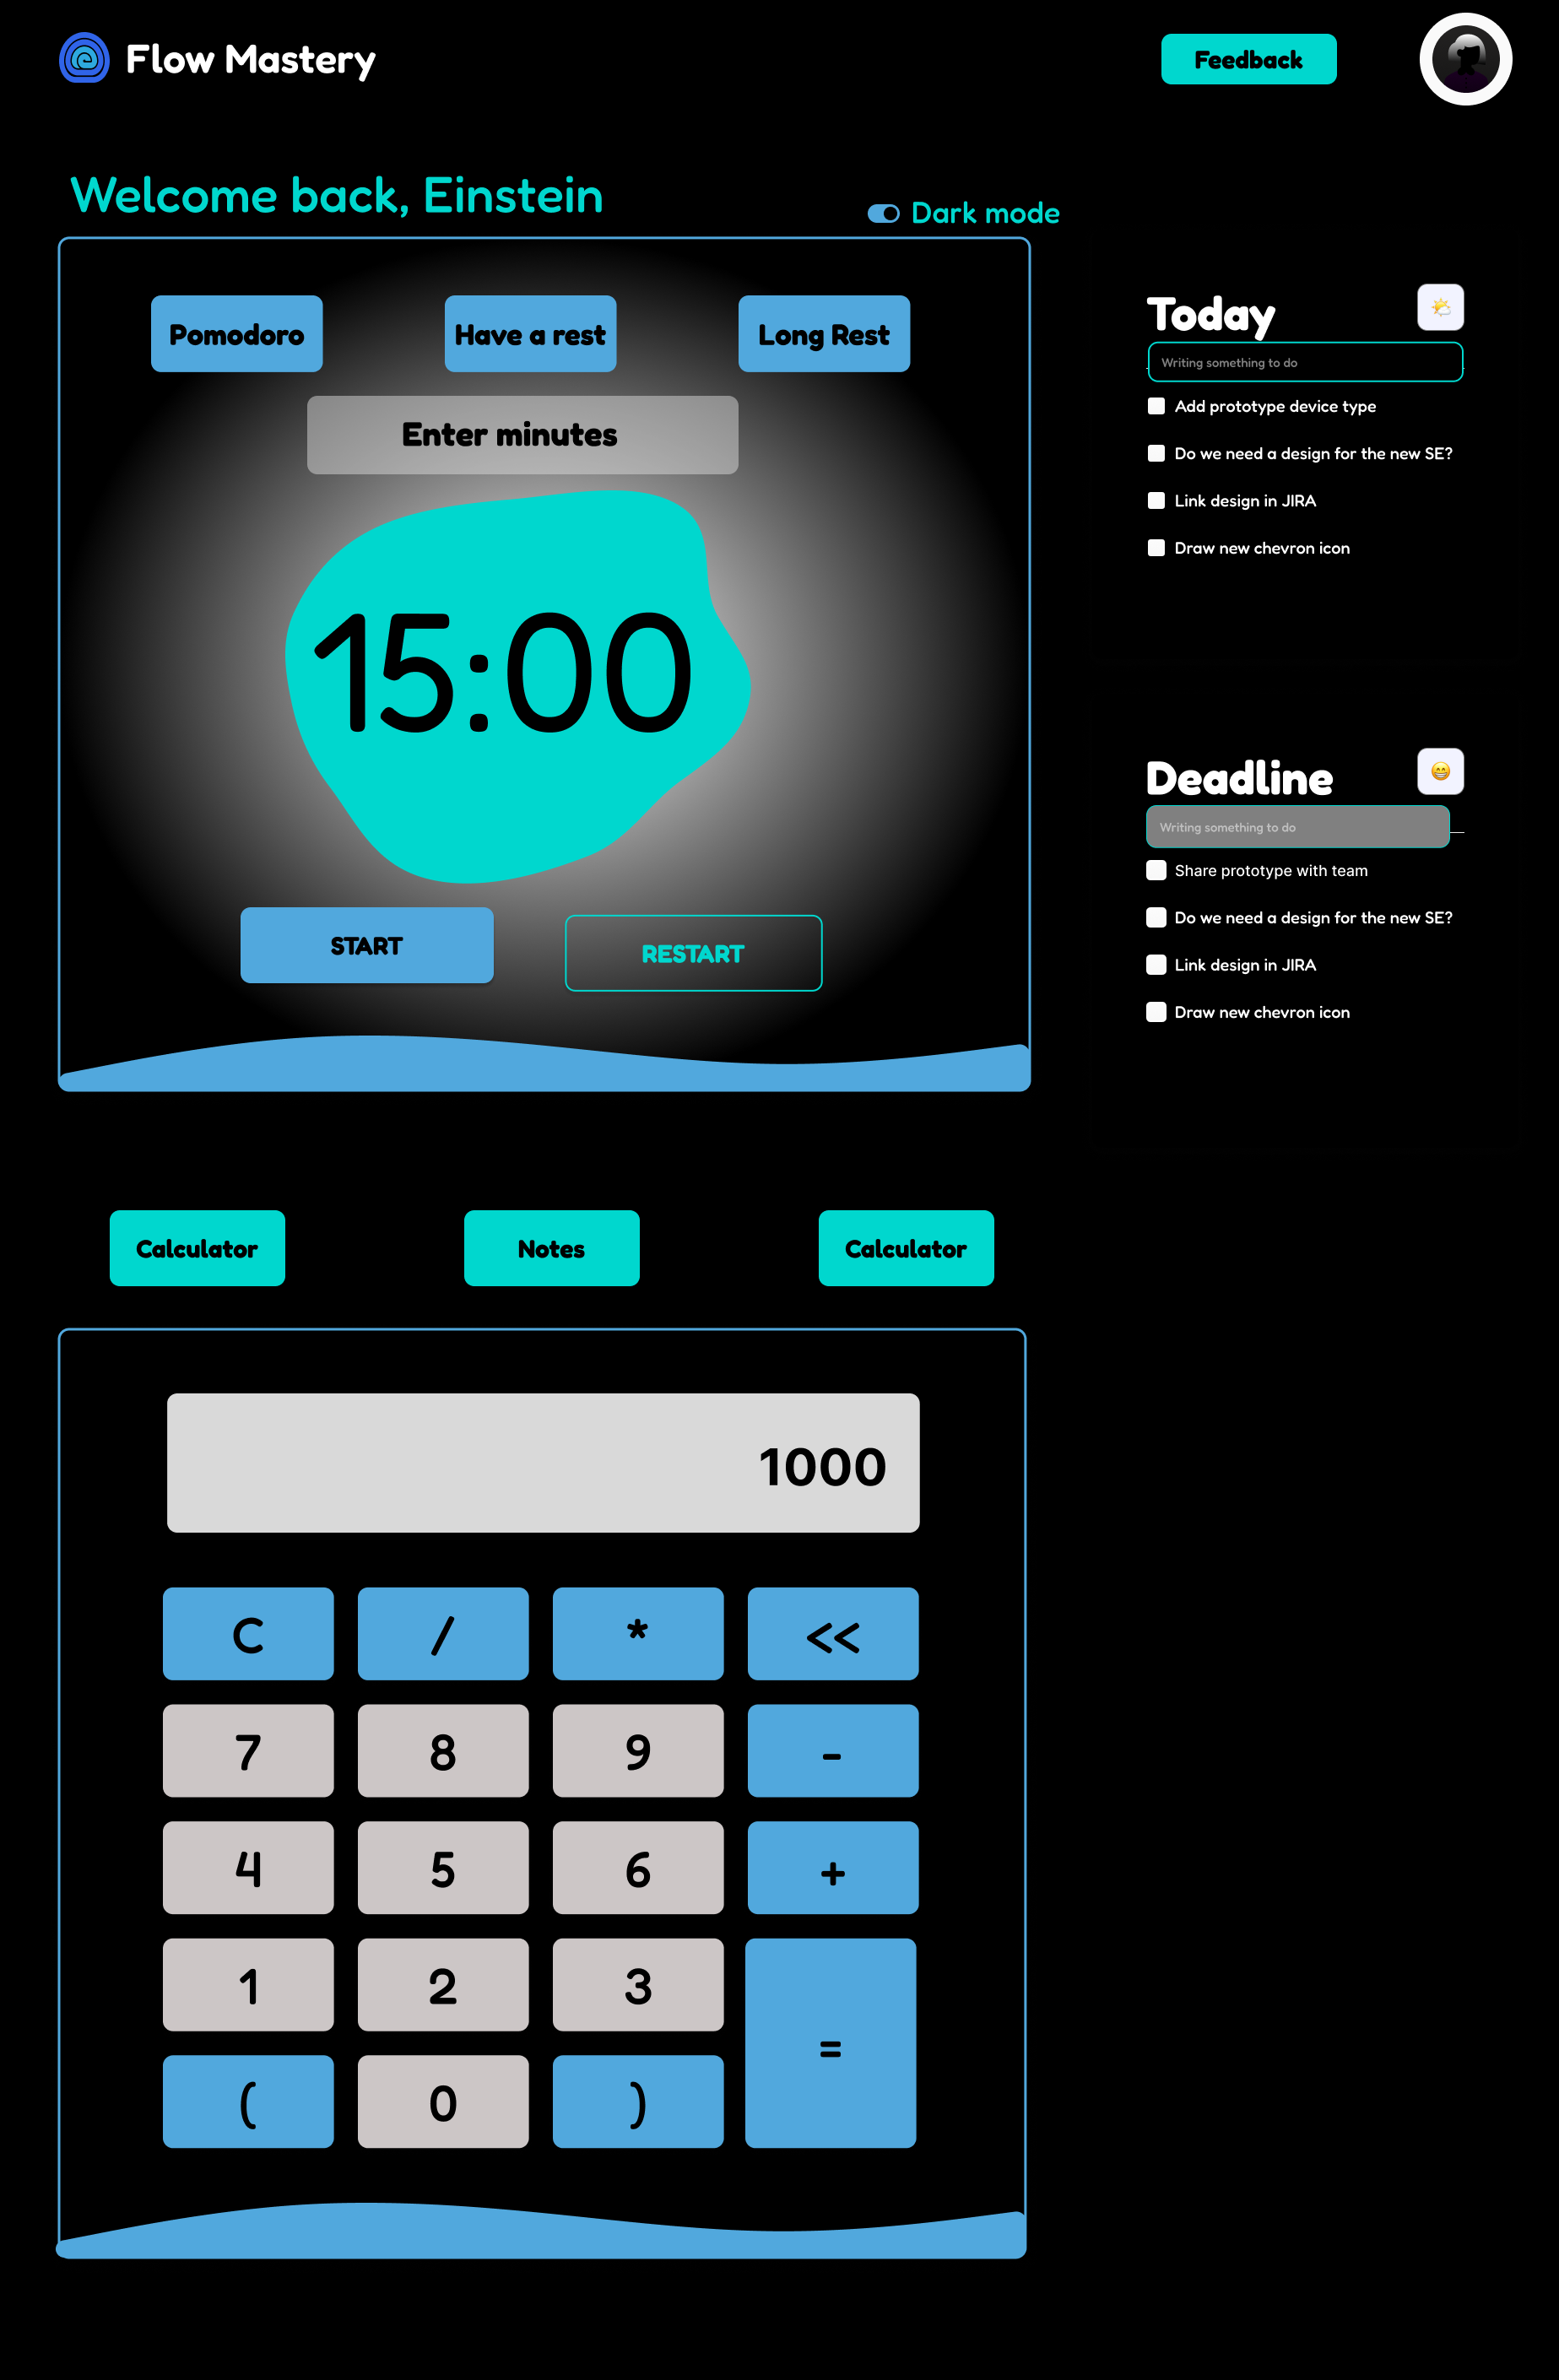 Flow Mastery
Feedback
Welcome back, Einstein
Dark mode
Pomodoro
Have a rest
Long Rest
Enter minutes
15:00
START
RESTART
Today
Writing something to do
Add prototype device type
Do we need a design for the new SE?
Link design in JIRA
Draw new chevron icon
Deadline
Writing something to do
Share prototype with team
Do we need a design for the new SE?
Link design in JIRA
Draw new chevron icon
Calculator
Notes
Calculator
1000
C / * <<
7 8 9 -
4 5 6 +
1 2 3
=
( 0 )